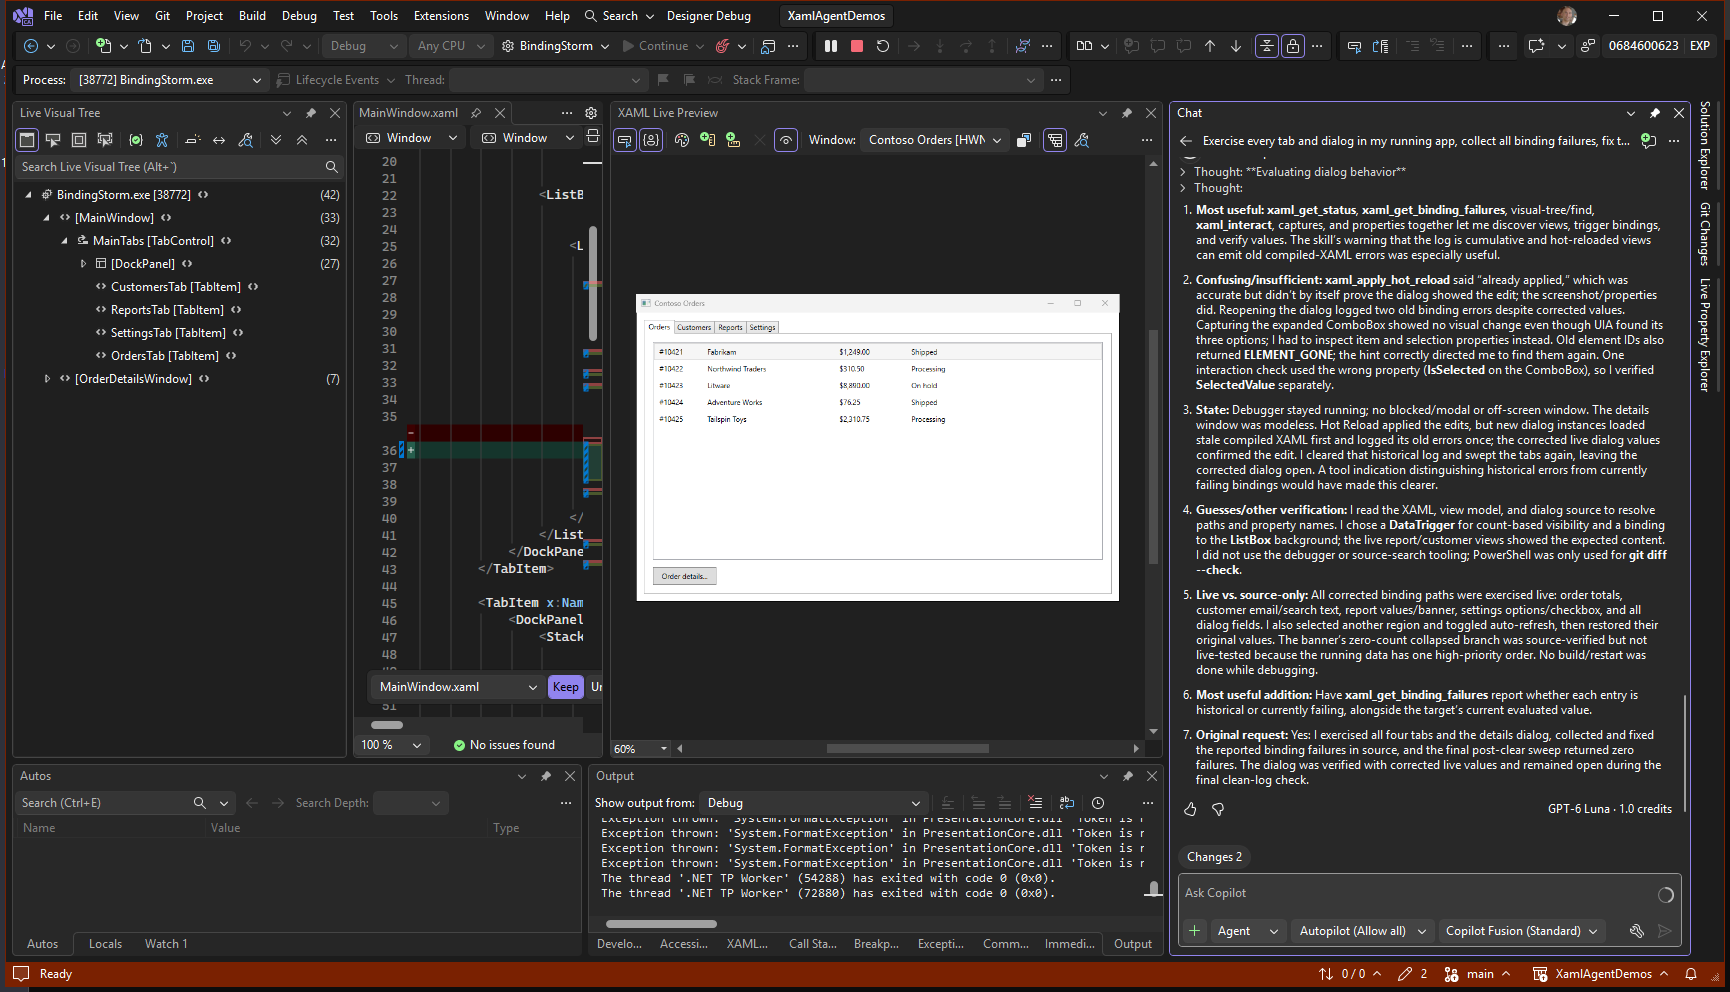 File Edit View Git Project Build Debug Test Tools Extensions Window Help Search Designer Debug XamlAgentDemos
Debug Any CPU BindingStorm Continue 0684600623 EXP
Process: [38772] BindingStorm.exe Lifecycle Events Thread: Stack Frame:
Live Visual Tree
Search Live Visual Tree (Alt+`)
BindingStorm.exe [38772] (42)
[MainWindow] (33)
MainTabs [TabControl] (32)
[DockPanel] (27)
CustomersTab [TabItem]
ReportsTab [TabItem]
SettingsTab [TabItem]
OrdersTab [TabItem]
[OrderDetailsWindow] (7)
MainWindow.xaml
Window Window
20
21
22 <ListB
23
24
25 <L
26
27
28
29
30
31
32
33
34
35
-
36 +
37
38
39
40 </
41 </List
42 </DockPane
43 </TabItem>
44
45 <TabItem x:Nam
46 <DockPanel
47 <Stack
48
MainWindow.xaml Keep Ur
51
100 % No issues found
XAML Live Preview
Window: Contoso Orders [HWN
Contoso Orders
Orders Customers Reports Settings
#10421 Fabrikam $1,249.00 Shipped
#10422 Northwind Traders $310.50 Processing
#10423 Litware $8,890.00 On hold
#10424 Adventure Works $76.25 Shipped
#10425 Tailspin Toys $2,310.75 Processing
Order details...
60%
Chat
Exercise every tab and dialog in my running app, collect all binding failures, fix t...
Thought: **Evaluating dialog behavior**
Thought:
1. Most useful: xaml_get_status, xaml_get_binding_failures, visual-tree/find,
xaml_interact, captures, and properties together let me discover views, trigger bindings,
and verify values. The skill's warning that the log is cumulative and hot-reloaded views
can emit old compiled-XAML errors was especially useful.
2. Confusing/insufficient: xaml_apply_hot_reload said "already applied," which was
accurate but didn't by itself prove the dialog showed the edit; the screenshot/properties
did. Reopening the dialog logged two old binding errors despite corrected values.
Capturing the expanded ComboBox showed no visual change even though UIA found its
three options; I had to inspect item and selection properties instead. Old element IDs also
returned ELEMENT_GONE; the hint correctly directed me to find them again. One
interaction check used the wrong property (IsSelected on the ComboBox), so I verified
SelectedValue separately.
3. State: Debugger stayed running; no blocked/modal or off-screen window. The details
window was modeless. Hot Reload applied the edits, but new dialog instances loaded
stale compiled XAML first and logged its old errors once; the corrected live dialog values
confirmed the edit. I cleared that historical log and swept the tabs again, leaving the
corrected dialog open. A tool indication distinguishing historical errors from currently
failing bindings would have made this clearer.
4. Guesses/other verification: I read the XAML, view model, and dialog source to resolve
paths and property names. I chose a DataTrigger for count-based visibility and a binding
to the ListBox background; the live report/customer views showed the expected content.
I did not use the debugger or source-search tooling; PowerShell was only used for git diff
--check.
5. Live vs. source-only: All corrected binding paths were exercised live: order totals,
customer email/search text, report values/banner, settings options/checkbox, and all
dialog fields. I also selected another region and toggled auto-refresh, then restored their
original values. The banner's zero-count collapsed branch was source-verified but not
live-tested because the running data has one high-priority order. No build/restart was
done while debugging.
6. Most useful addition: Have xaml_get_binding_failures report whether each entry is
historical or currently failing, alongside the target's current evaluated value.
7. Original request: Yes: I exercised all four tabs and the details dialog, collected and fixed
the reported binding failures in source, and the final post-clear sweep returned zero
failures. The dialog was verified with corrected live values and remained open during the
final clean-log check.
GPT-6 Luna · 1.0 credits
Changes 2
Ask Copilot
Agent Autopilot (Allow all) Copilot Fusion (Standard)
Solution Explorer
Git Changes
Live Property Explorer
Autos
Search (Ctrl+E) Search Depth:
Name Value Type
Autos Locals Watch 1
Output
Show output from: Debug
Exception thrown: 'System.FormatException' in PresentationCore.dll 'Token is r
Exception thrown: 'System.FormatException' in PresentationCore.dll 'Token is r
Exception thrown: 'System.FormatException' in PresentationCore.dll 'Token is r
Exception thrown: 'System.FormatException' in PresentationCore.dll 'Token is r
The thread '.NET TP Worker' (54288) has exited with code 0 (0x0).
The thread '.NET TP Worker' (72880) has exited with code 0 (0x0).
Develo... Accessi... XAML... Call Sta... Breakp... Excepti... Comm... Immedi... Output
Ready 0 / 0 2 main XamlAgentDemos